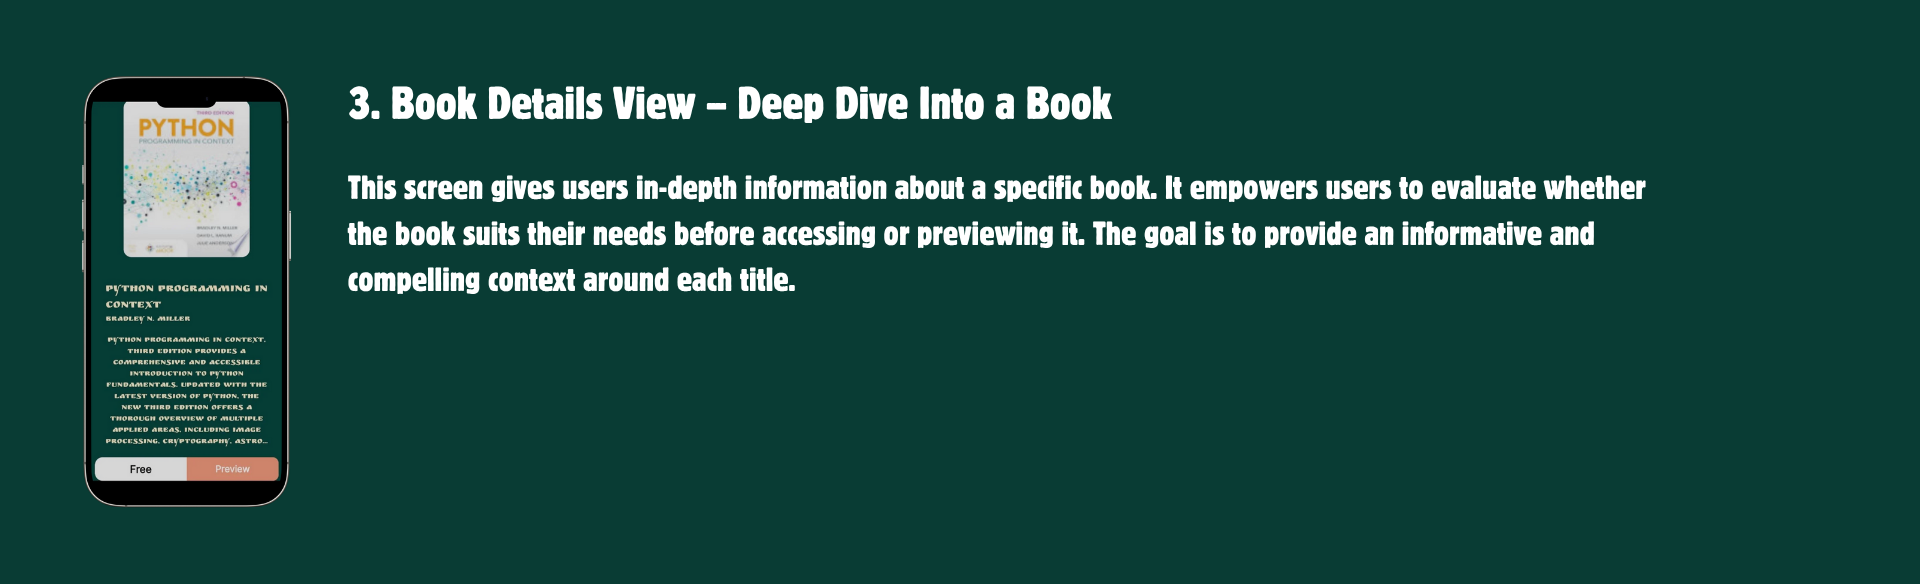 THIRD EDITION
PYTHON
PROGRAMMING IN CONTEXT
BRADLEY N. MILLER
JULIE ANDERSON
PYTHON PROGRAMMING IN
CONTEXT
BRADLEY N. MILLER
PYTHON PROGRAMMING IN CONTEXT,
THIRD EDITION PROVIDES A
COMPREHENSIVE AND ACCESSIBLE
INTRODUCTION TO PYTHON
FUNDAMENTALS. UPDATED WITH THE
LATEST VERSION OF PYTHON, THE
NEW THIRD EDITION OFFERS A
THOROUGH OVERVIEW OF MULTIPLE
APPLIED AREAS, INCLUDING IMAGE
PROCESSING, CRYPTOGRAPHY, ASTRO...
Free
Preview
3. Book Details View – Deep Dive Into a Book
This screen gives users in-depth information about a specific book. It empowers users to evaluate whether
the book suits their needs before accessing or previewing it. The goal is to provide an informative and
compelling context around each title.